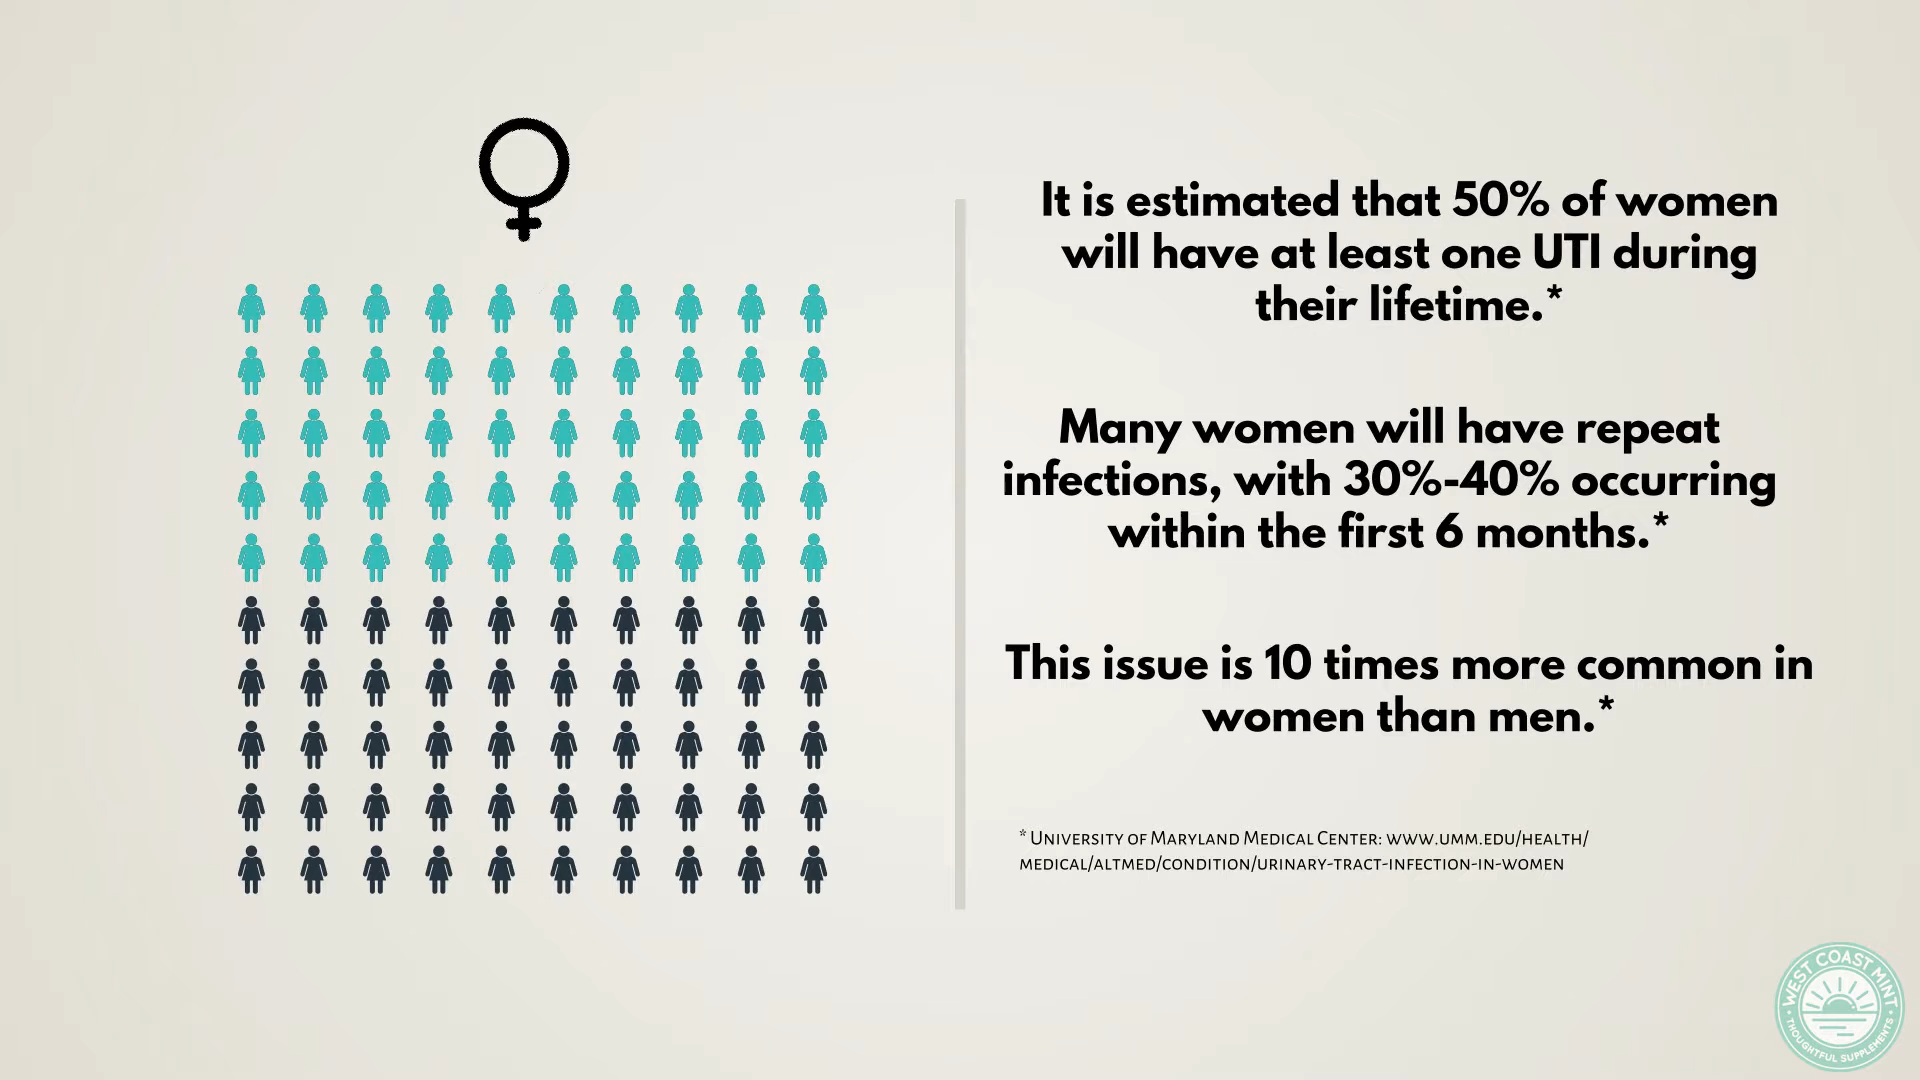 It is estimated that 50% of women
will have at least one UTI during
their lifetime.*
Many women will have repeat
infections, with 30%-40% occurring
within the first 6 months.*
This issue is 10 times more common in
women than men.*
* University of Maryland Medical Center: www.umm.edu/health/
medical/altmed/condition/urinary-tract-infection-in-women
WEST COAST MINT
THOUGHTFUL SUPPLEMENTS